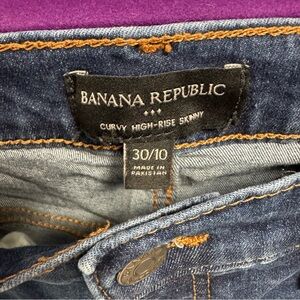 BANANA REPUBLIC
CURVY HIGH-RISE SKINNY
30/10
MADE IN
PAKISTAN